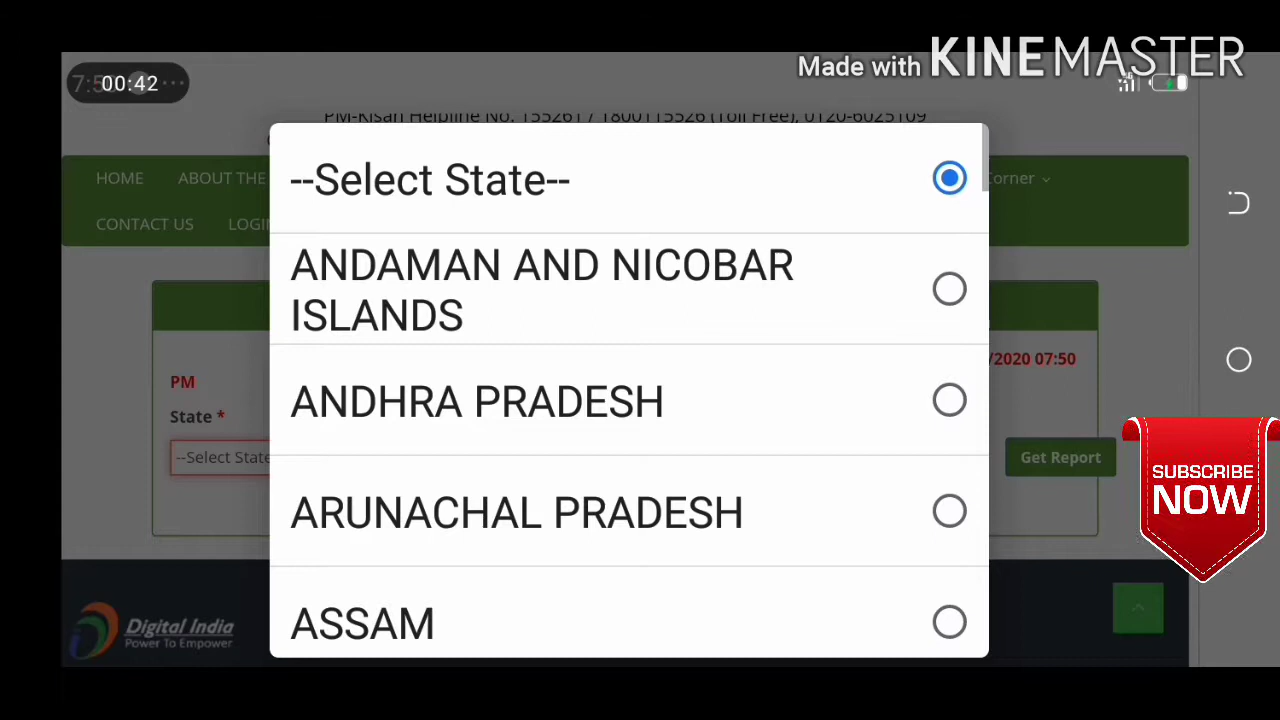 Made with KINEMASTER
00:42
PM-Kisan Helpline No. 155261 / 1800115526 (Toll Free), 0120-6025109
--Select State--
HOME
ABOUT THE
Corner
CONTACT US
ANDAMAN AND NICOBAR
ISLANDS
/2020 07:50
PM
ANDHRA PRADESH
State *
--Select State
Get Report
SUBSCRIBE
NOW
ARUNACHAL PRADESH
ASSAM
Digital India
Power To Empower